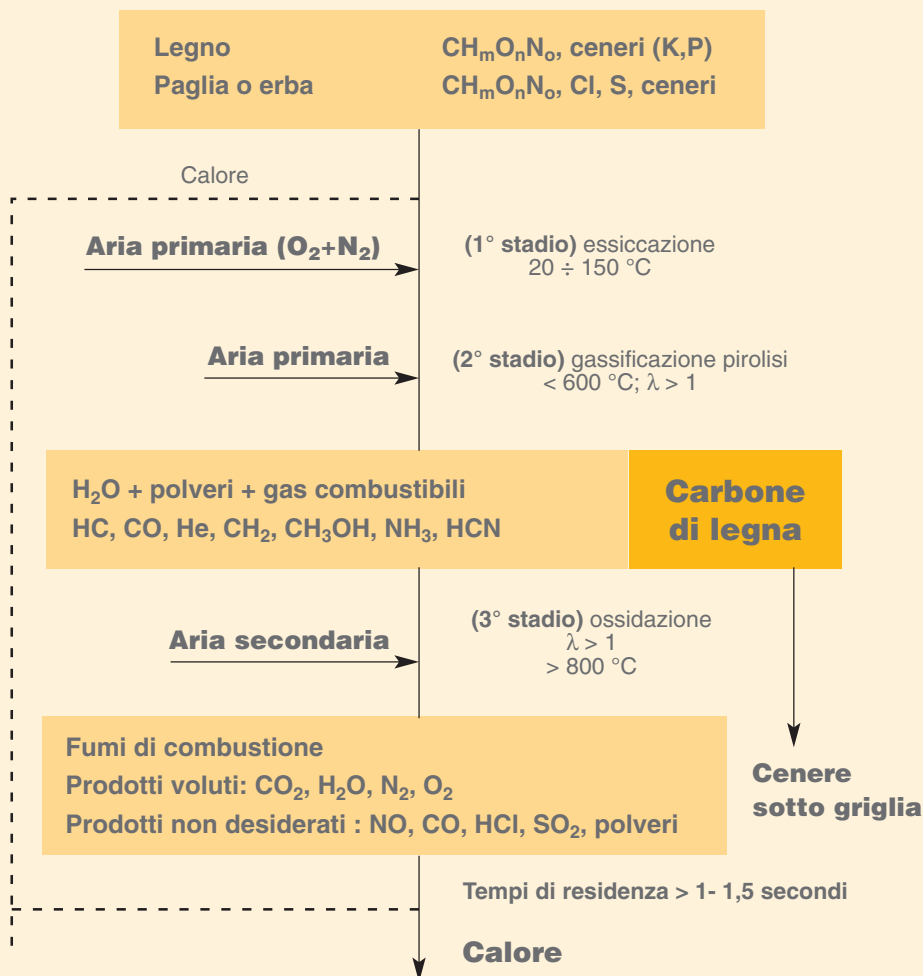 Legno CHₘOₙNₒ, ceneri (K,P)
Paglia o erba CHₘOₙNₒ, Cl, S, ceneri
Calore
Aria primaria (O₂+N₂)
(1° stadio) essiccazione
20 ÷ 150 °C
Aria primaria
(2° stadio) gassificazione pirolisi
< 600 °C; λ > 1
H₂O + polveri + gas combustibili
HC, CO, He, CH₂, CH₃OH, NH₃, HCN
Carbone
di legna
Aria secondaria
(3° stadio) ossidazione
λ > 1
> 800 °C
Fumi di combustione
Prodotti voluti: CO₂, H₂O, N₂, O₂
Prodotti non desiderati : NO, CO, HCl, SO₂, polveri
Cenere
sotto griglia
Tempi di residenza > 1- 1,5 secondi
Calore